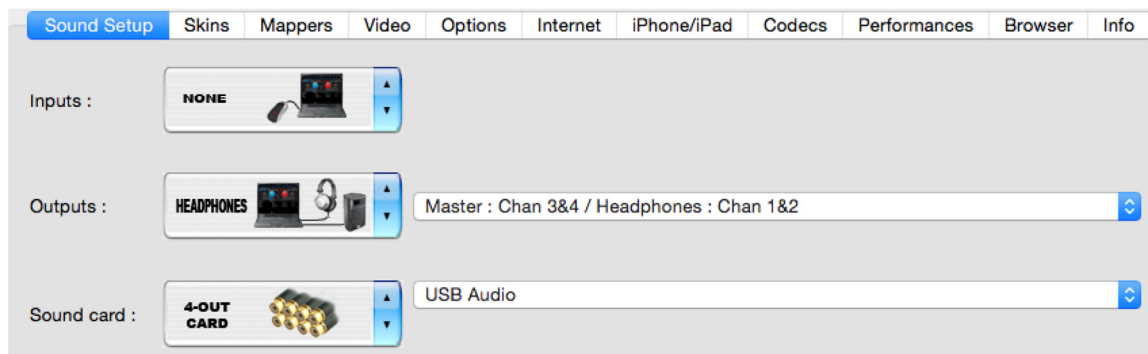 Sound Setup Skins Mappers Video Options Internet iPhone/iPad Codecs Performances Browser Info
Inputs :
NONE
Outputs :
HEADPHONES
Master : Chan 3&4 / Headphones : Chan 1&2
Sound card :
4-OUT
CARD
USB Audio